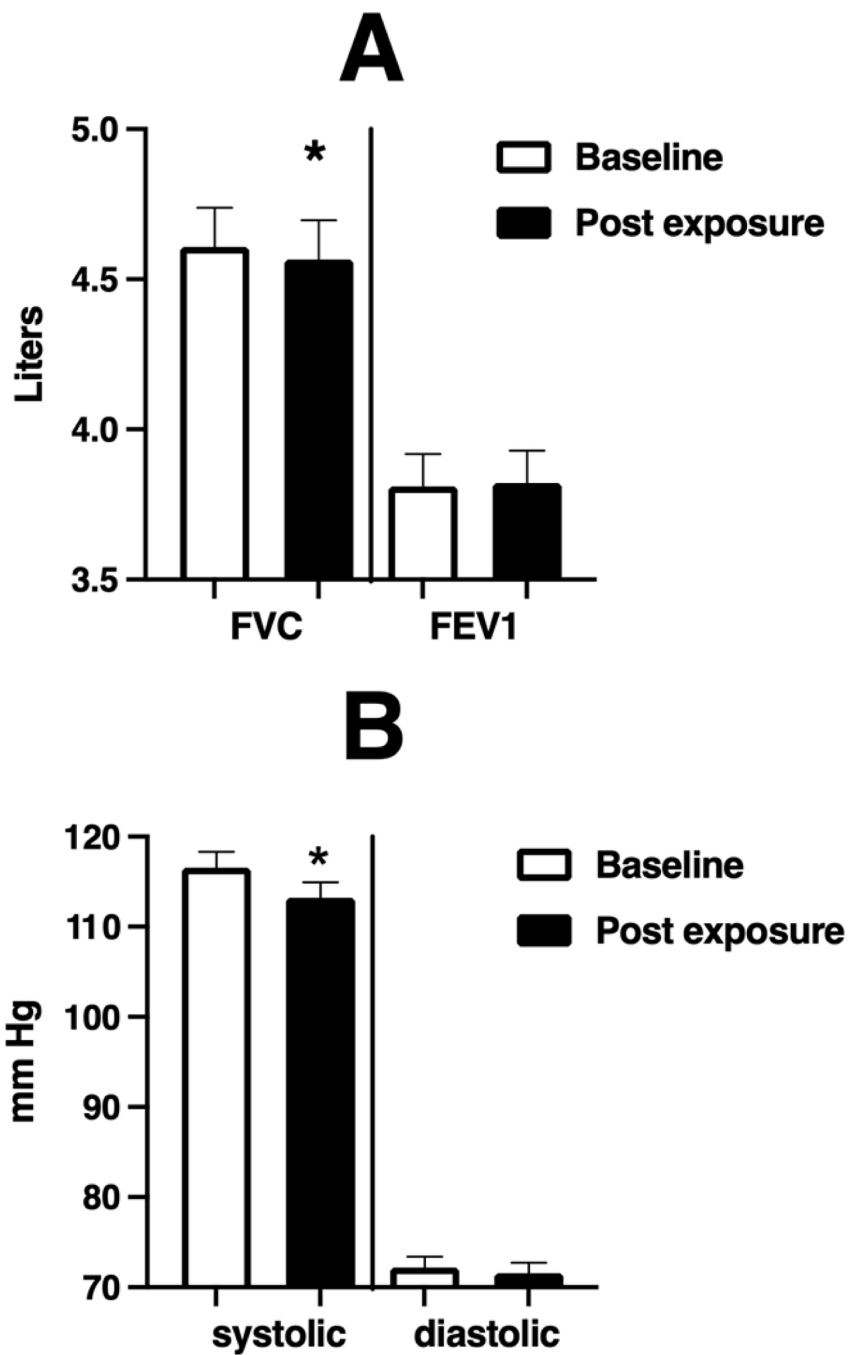 A
5.0
4.5
4.0
3.5
Liters
*
Baseline
Post exposure
FVC FEV1
B
120
110
100
90
80
70
mm Hg
*
Baseline
Post exposure
systolic diastolic